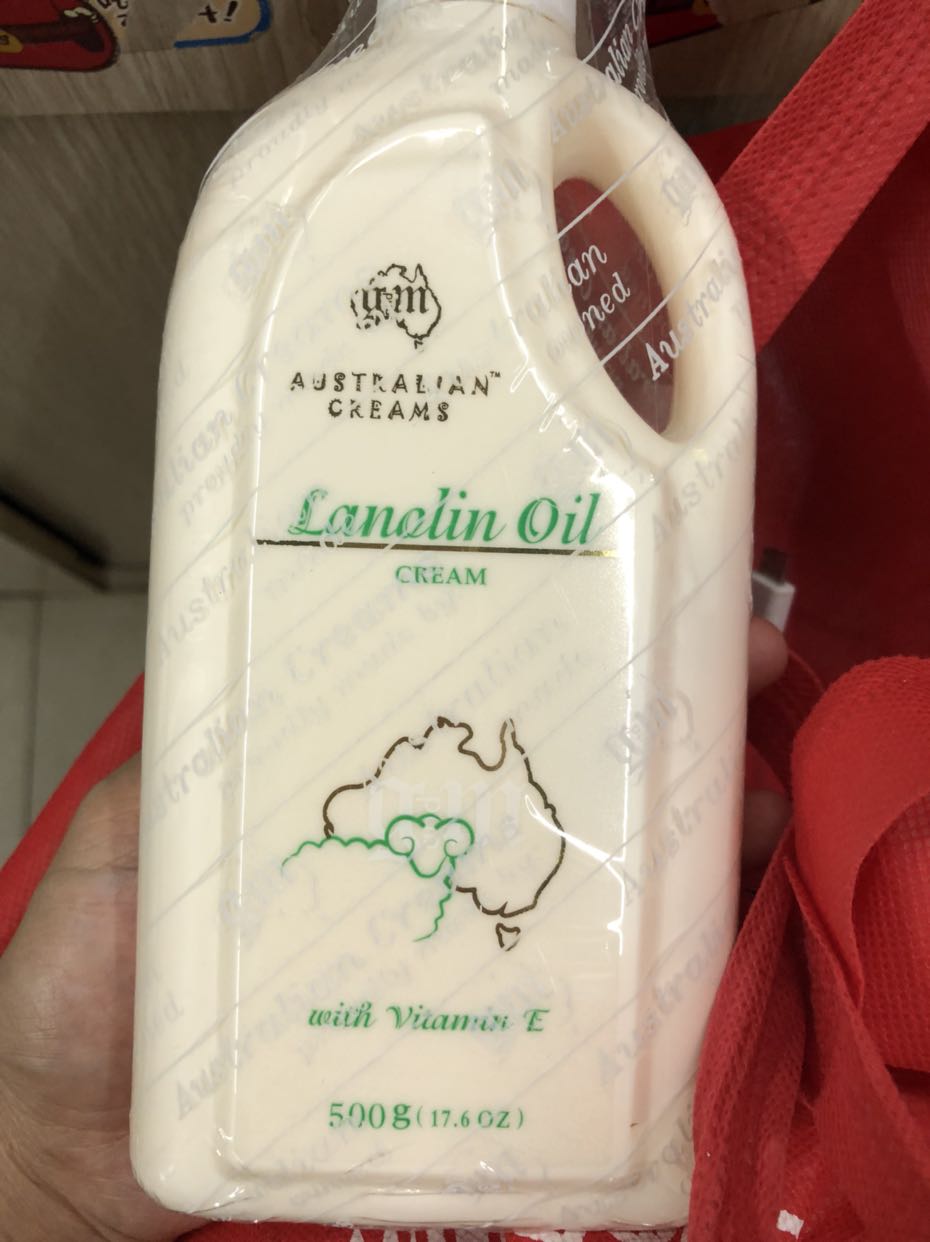 g&m
AUSTRALIAN™
CREAMS
Lanolin Oil
CREAM
with Vitamin E
500g (17.6 OZ)